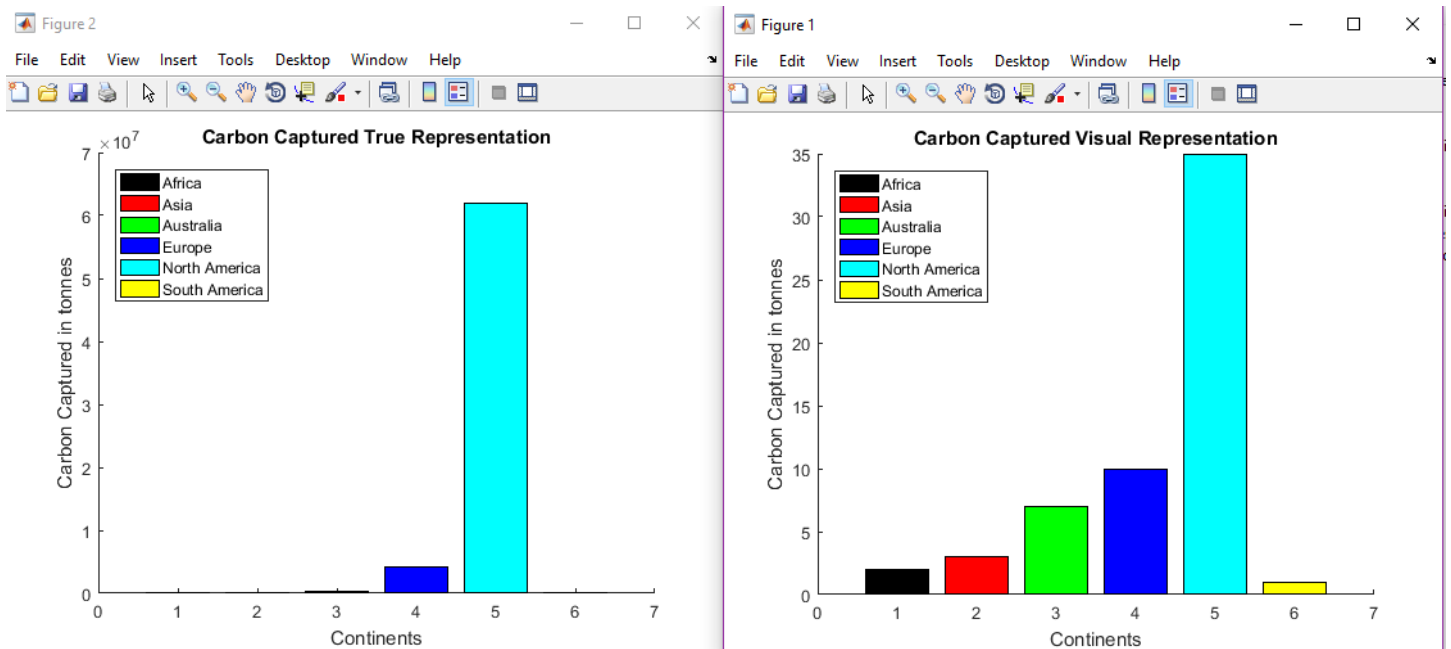 Figure 2
File Edit View Insert Tools Desktop Window Help
Carbon Captured True Representation
×10⁷
7
6
5
4
3
2
1
0
Carbon Captured in tonnes
Africa
Asia
Australia
Europe
North America
South America
0 1 2 3 4 5 6 7
Continents
Figure 1
File Edit View Insert Tools Desktop Window Help
Carbon Captured Visual Representation
35
30
25
20
15
10
5
0
Carbon Captured in tonnes
Africa
Asia
Australia
Europe
North America
South America
0 1 2 3 4 5 6 7
Continents